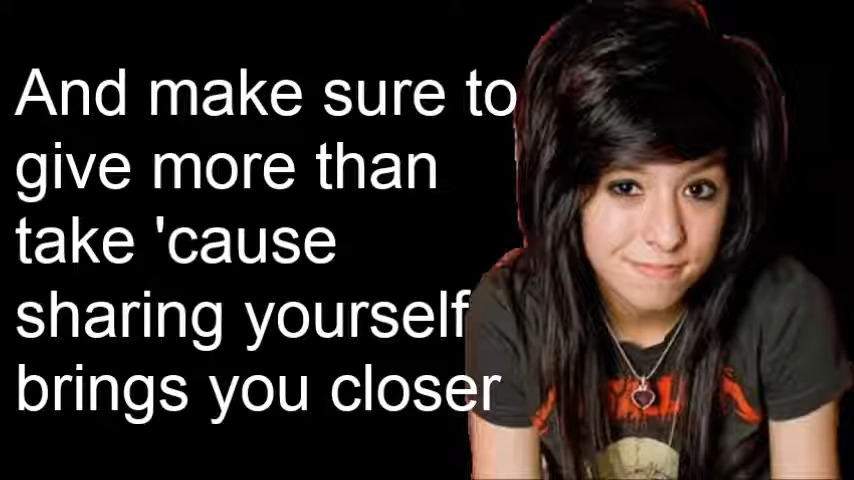 And make sure to
give more than
take 'cause
sharing yourself
brings you closer